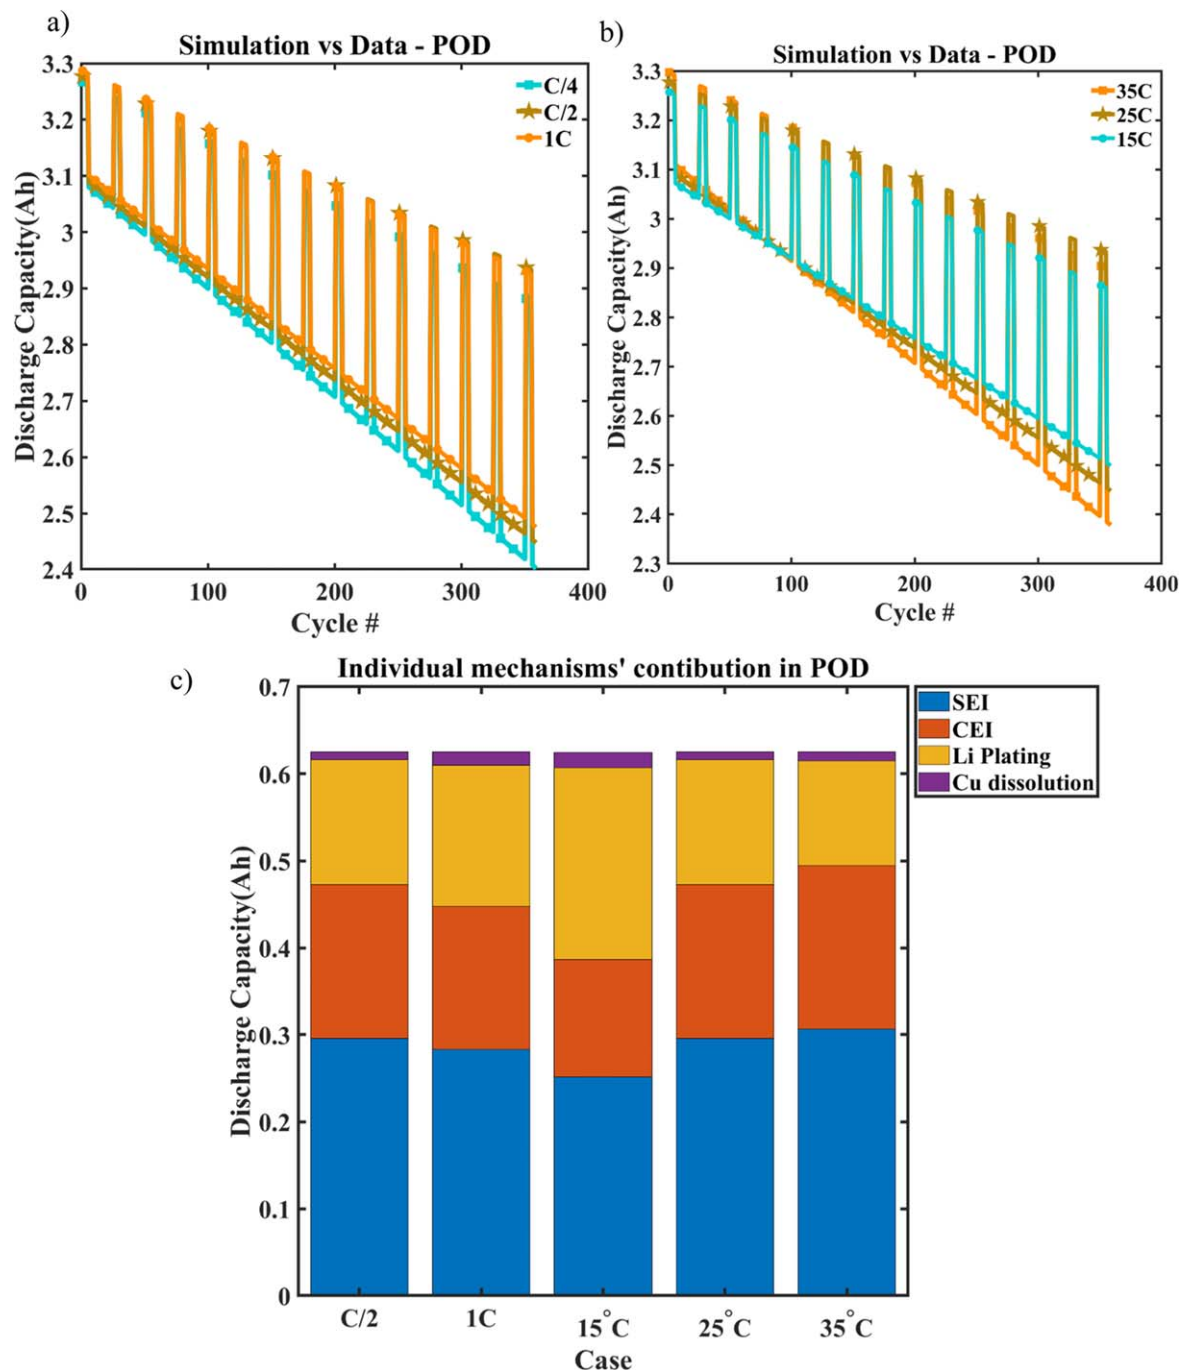 a)
Simulation vs Data - POD
3.3
3.2
3.1
3
2.9
2.8
2.7
2.6
2.5
2.4
Discharge Capacity(Ah)
C/4
C/2
1C
0
100
200
300
400
Cycle #
b)
Simulation vs Data - POD
3.3
3.2
3.1
3
2.9
2.8
2.7
2.6
2.5
2.4
2.3
Discharge Capacity(Ah)
35C
25C
15C
0
100
200
300
400
Cycle #
c)
Individual mechanisms' contibution in POD
0.7
0.6
0.5
0.4
0.3
0.2
0.1
0
Discharge Capacity(Ah)
SEI
CEI
Li Plating
Cu dissolution
C/2
1C
15°C
25°C
35°C
Case